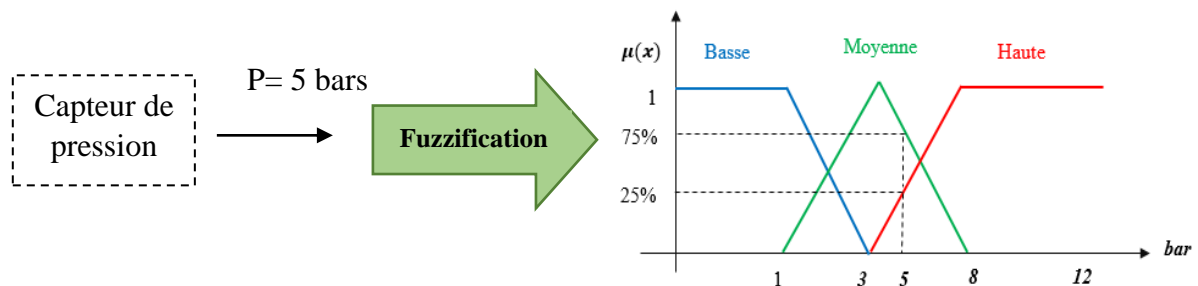 Capteur de
pression
P= 5 bars
Fuzzification
μ(x)
Basse
Moyenne
Haute
1
75%
25%
1
3
5
8
12
bar